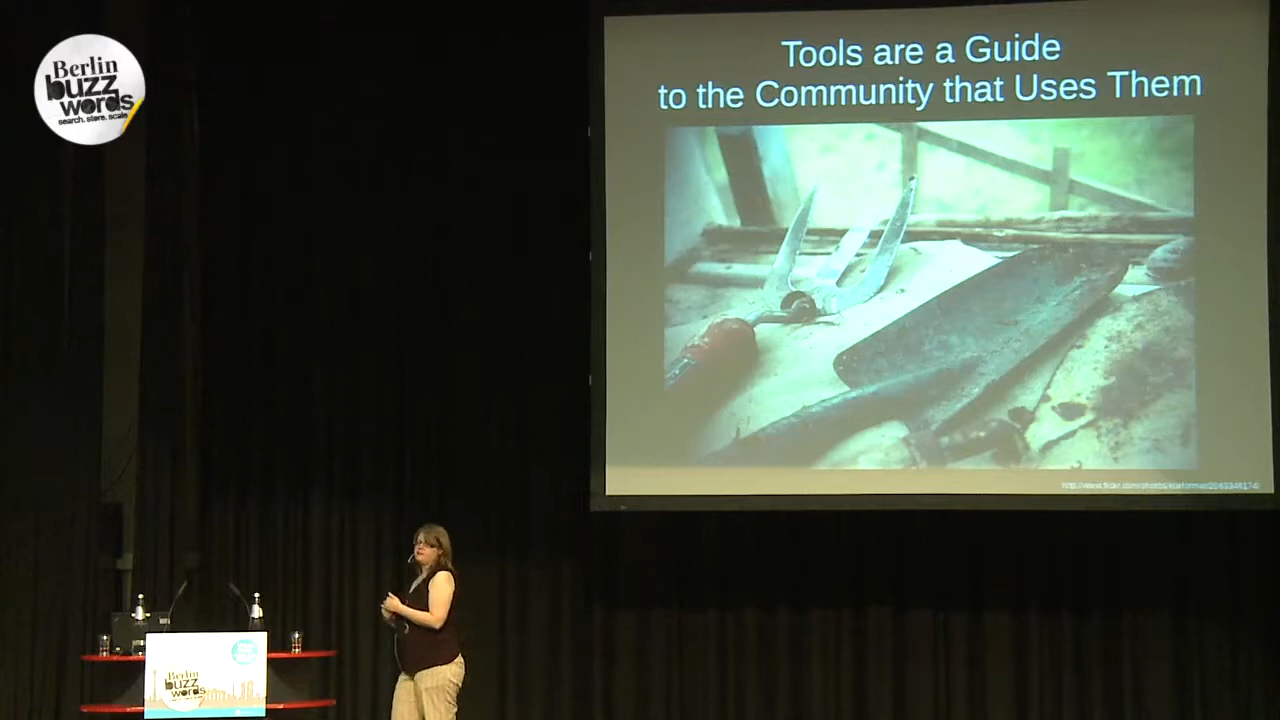 Berlin
buzz
words
search. store. scale
Tools are a Guide
to the Community that Uses Them
Berlin
buzz
words